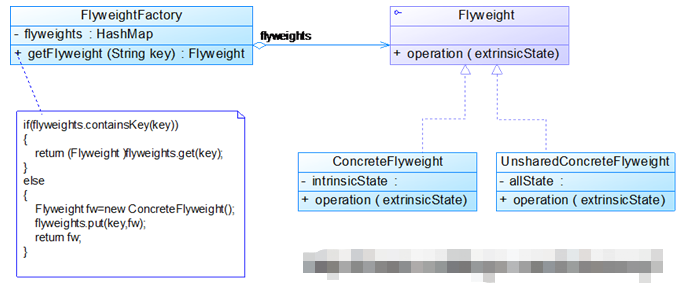 FlyweightFactory
- flyweights : HashMap
+ getFlyweight (String key) : Flyweight
flyweights
Flyweight
+ operation ( extrinsicState)
if(flyweights.containsKey(key))
{
return (Flyweight )flyweights.get(key);
}
else
{
Flyweight fw=new ConcreteFlyweight();
flyweights.put(key,fw);
return fw;
}
ConcreteFlyweight
- intrinsicState :
+ operation ( extrinsicState)
UnsharedConcreteFlyweight
- allState :
+ operation ( extrinsicState)